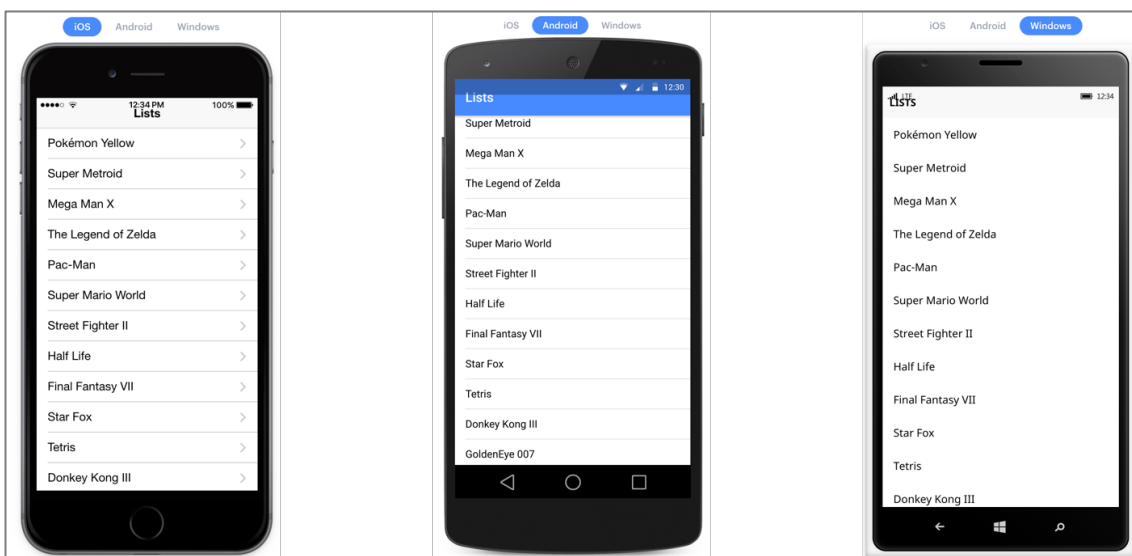 iOS Android Windows
12:34 PM 100%
Lists
Pokémon Yellow
Super Metroid
Mega Man X
The Legend of Zelda
Pac-Man
Super Mario World
Street Fighter II
Half Life
Final Fantasy VII
Star Fox
Tetris
Donkey Kong III
iOS Android Windows
12:30
Lists
Super Metroid
Mega Man X
The Legend of Zelda
Pac-Man
Super Mario World
Street Fighter II
Half Life
Final Fantasy VII
Star Fox
Tetris
Donkey Kong III
GoldenEye 007
iOS Android Windows
LTE 12:34
Lists
Pokémon Yellow
Super Metroid
Mega Man X
The Legend of Zelda
Pac-Man
Super Mario World
Street Fighter II
Half Life
Final Fantasy VII
Star Fox
Tetris
Donkey Kong III